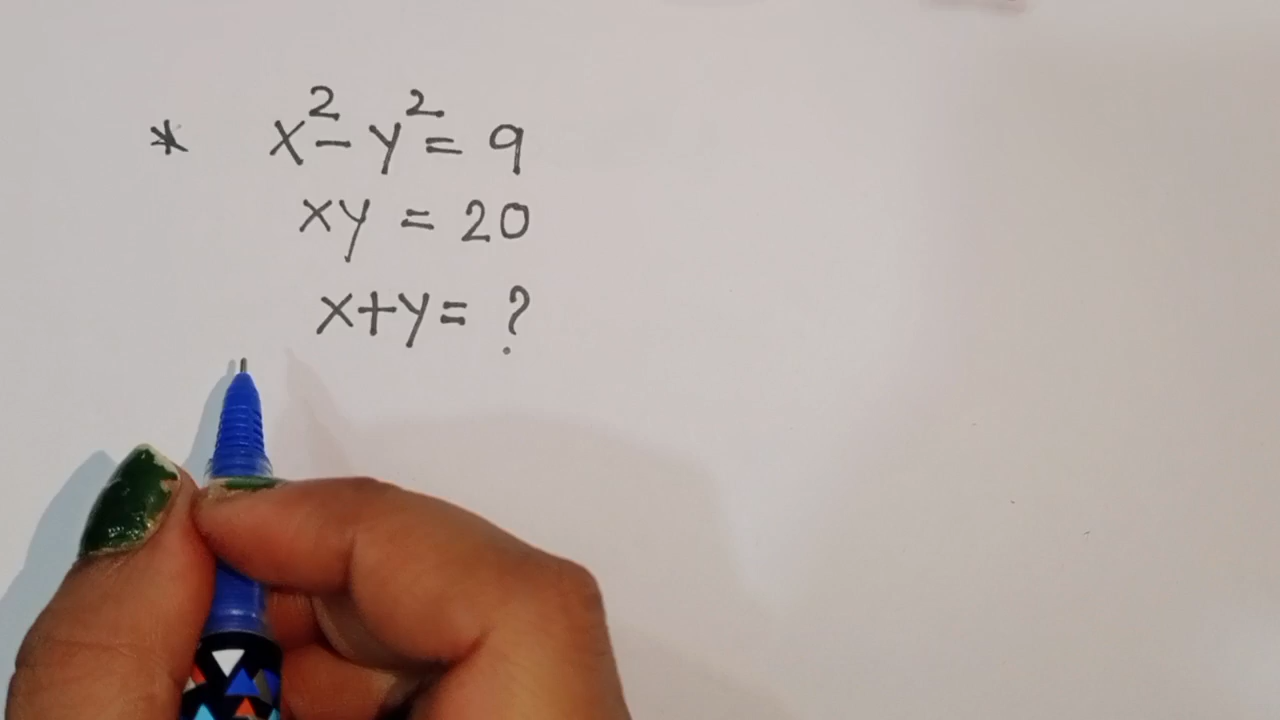 * x² - y² = 9
xy = 20
x+y = ?